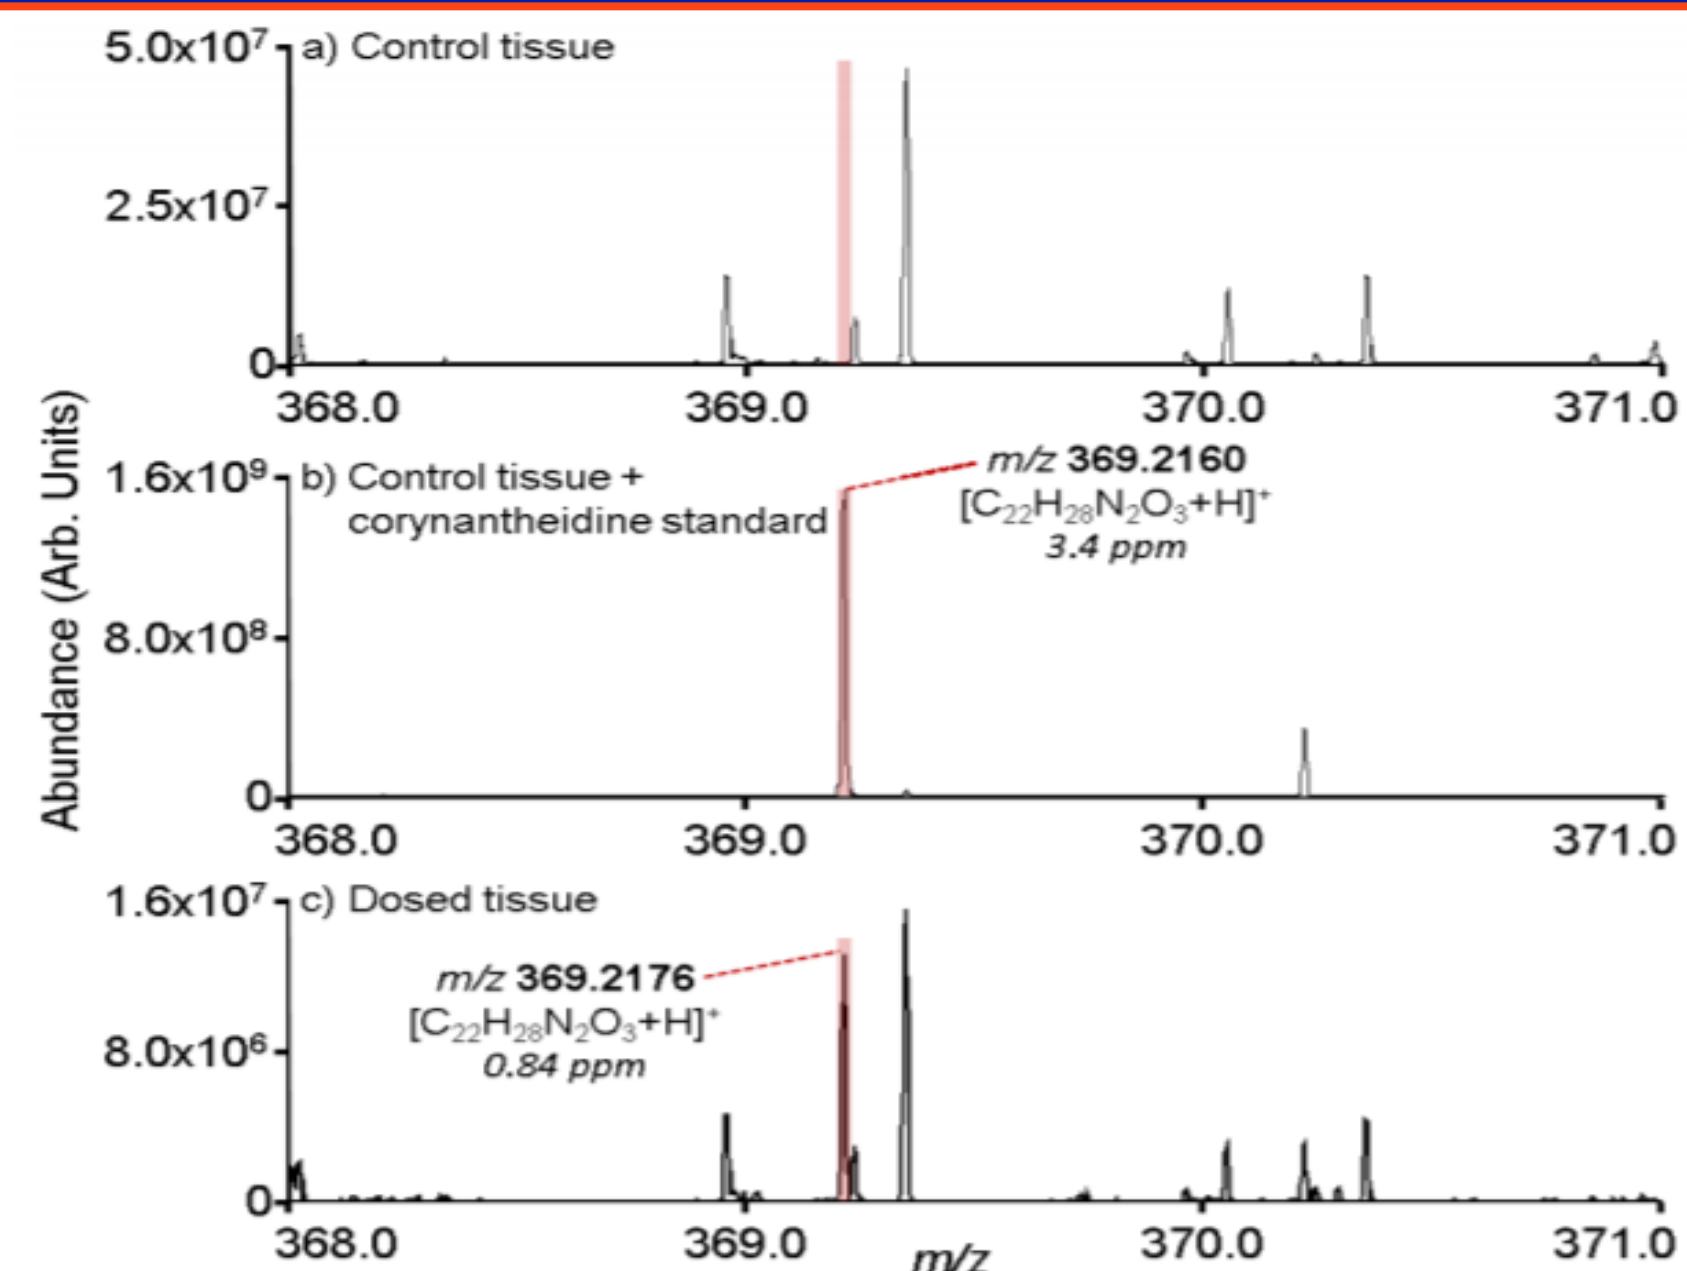 5.0x10⁷ a) Control tissue
2.5x10⁷
0
368.0 369.0 370.0 371.0
Abundance (Arb. Units)
1.6x10⁹ b) Control tissue +
corynantheidine standard
m/z 369.2160
[C₂₂H₂₈N₂O₃+H]⁺
3.4 ppm
8.0x10⁸
0
368.0 369.0 370.0 371.0
1.6x10⁷ c) Dosed tissue
m/z 369.2176
[C₂₂H₂₈N₂O₃+H]⁺
0.84 ppm
8.0x10⁶
0
368.0 369.0 370.0 371.0
m/z